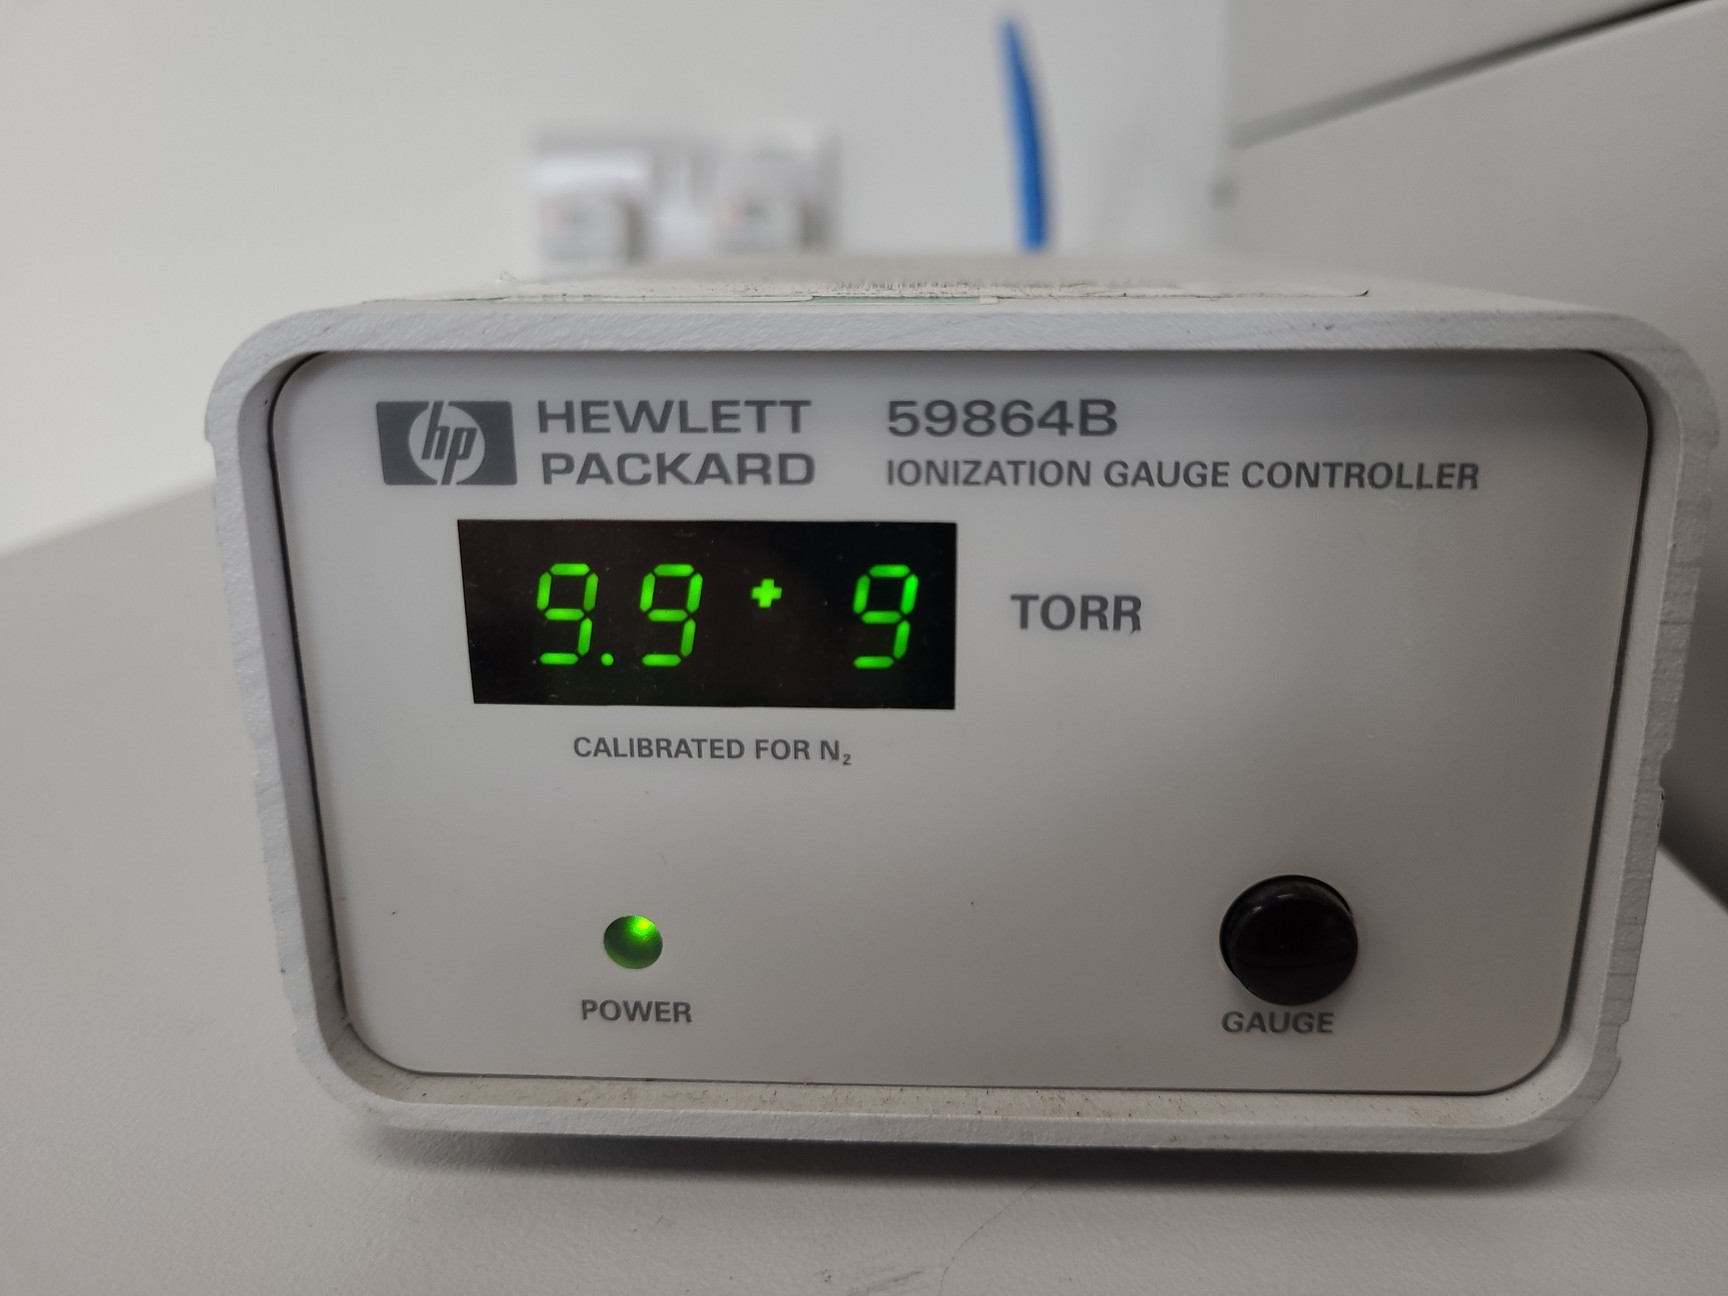 hp HEWLETT PACKARD
59864B
IONIZATION GAUGE CONTROLLER
9.9 + 9 TORR
CALIBRATED FOR N₂
POWER
GAUGE